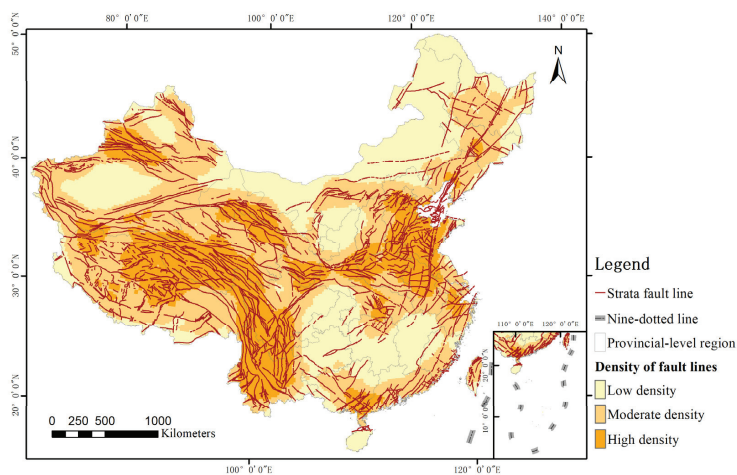 80° 0′0″E 100° 0′0″E 120° 0′0″E 140° 0′0″E
50° 0′0″N
40° 0′0″N
30° 0′0″N
20° 0′0″N
N
Legend
Strata fault line
Nine-dotted line
Provincial-level region
Density of fault lines
Low density
Moderate density
High density
110° 0′0″E 120° 0′0″E
20° 0′0″N
10° 0′0″N
0 250 500 1000
Kilometers
100° 0′0″E 120° 0′0″E